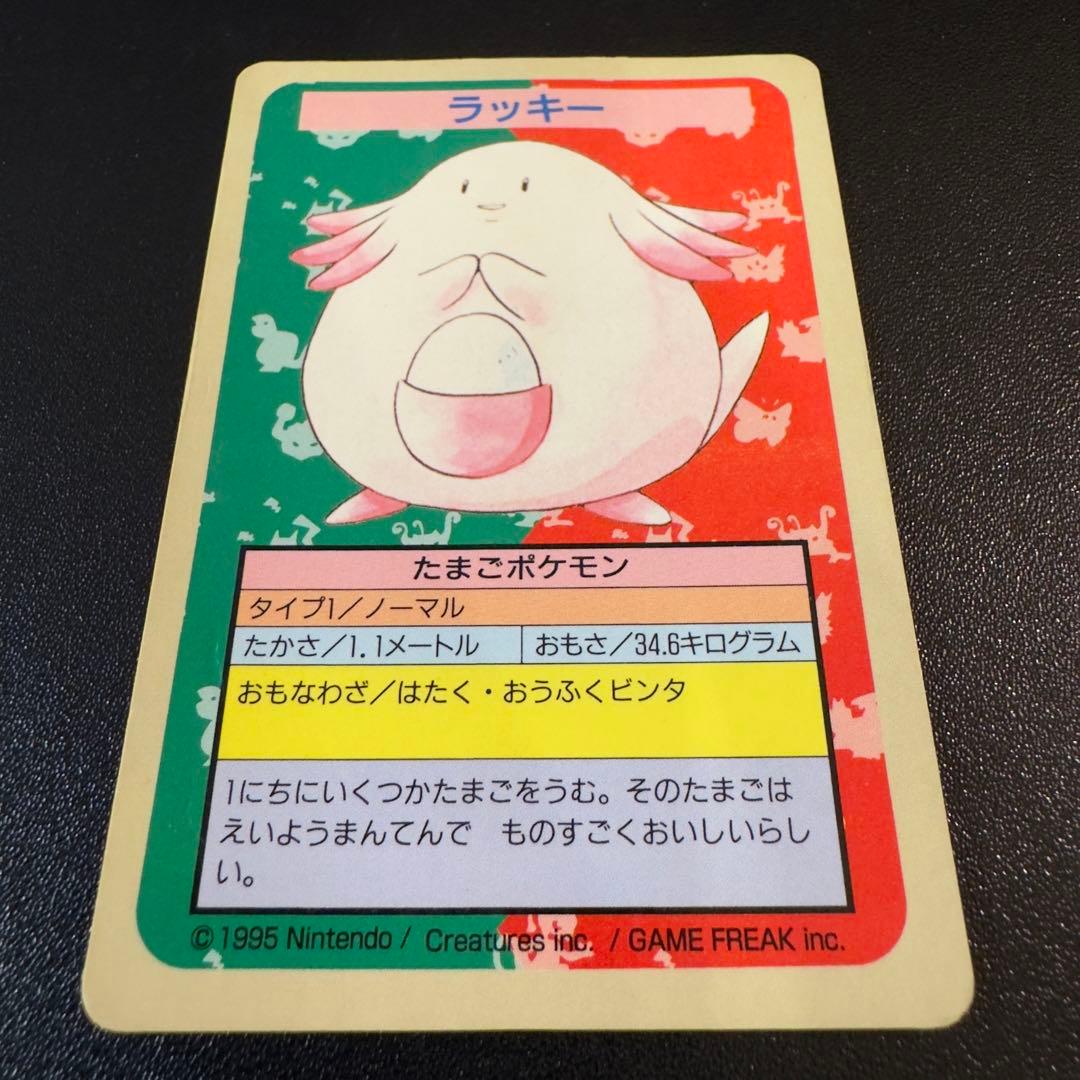 ラッキー
たまごポケモン
タイプ1/ノーマル
たかさ/1.1メートル おもさ/34.6キログラム
おもなわざ/はたく・おうふくビンタ
1にちにいくつかたまごをうむ。そのたまごは
えいようまんてんで　ものすごくおいしいらし
い。
©1995 Nintendo / Creatures inc. / GAME FREAK inc.